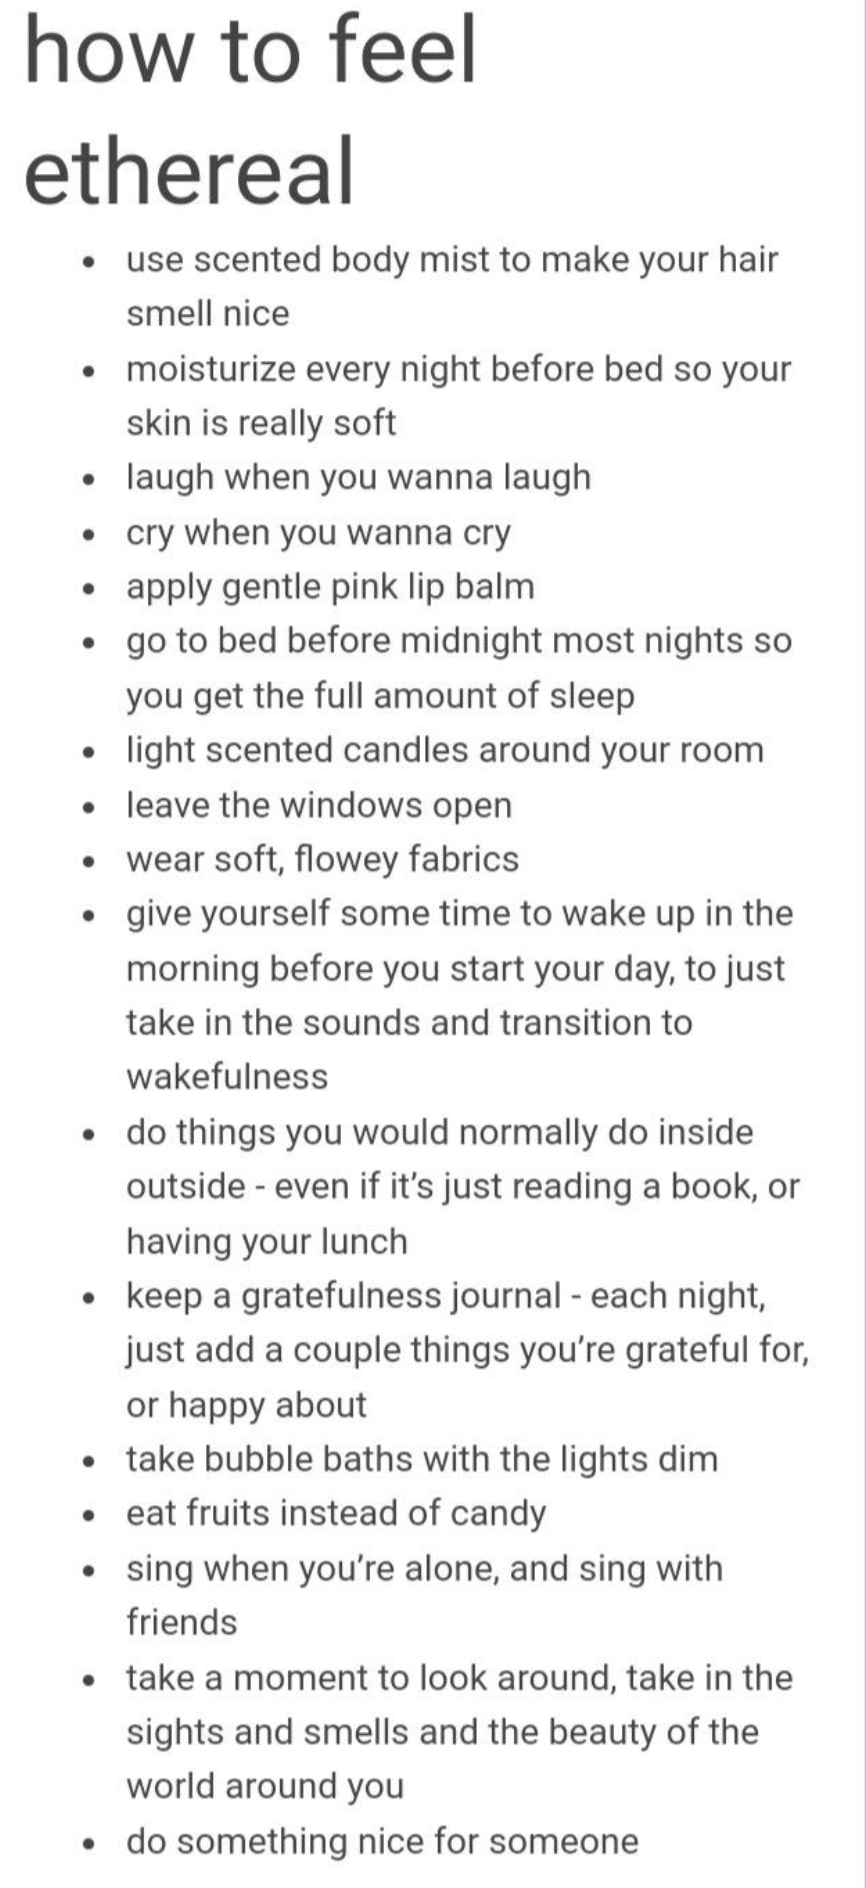 how to feel
ethereal
• use scented body mist to make your hair
smell nice
• moisturize every night before bed so your
skin is really soft
• laugh when you wanna laugh
• cry when you wanna cry
• apply gentle pink lip balm
• go to bed before midnight most nights so
you get the full amount of sleep
• light scented candles around your room
• leave the windows open
• wear soft, flowey fabrics
• give yourself some time to wake up in the
morning before you start your day, to just
take in the sounds and transition to
wakefulness
• do things you would normally do inside
outside - even if it’s just reading a book, or
having your lunch
• keep a gratefulness journal - each night,
just add a couple things you’re grateful for,
or happy about
• take bubble baths with the lights dim
• eat fruits instead of candy
• sing when you’re alone, and sing with
friends
• take a moment to look around, take in the
sights and smells and the beauty of the
world around you
• do something nice for someone